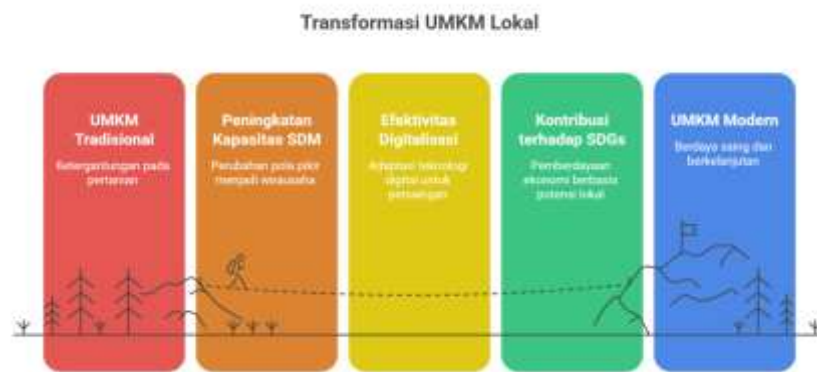 Transformasi UMKM Lokal
UMKM
Tradisional
Ketergantungan pada
pertanian
Peningkatan
Kapasitas SDM
Perubahan pola pikir
menjadi wirausaha
Efektivitas
Digitalisasi
Adaptasi teknologi
digital untuk
pemasaran
Kontribusi
terhadap SDGs
Pemberdayaan
ekonomi berbasis
potensi lokal
UMKM Modern
Berdaya saing dan
berkelanjutan